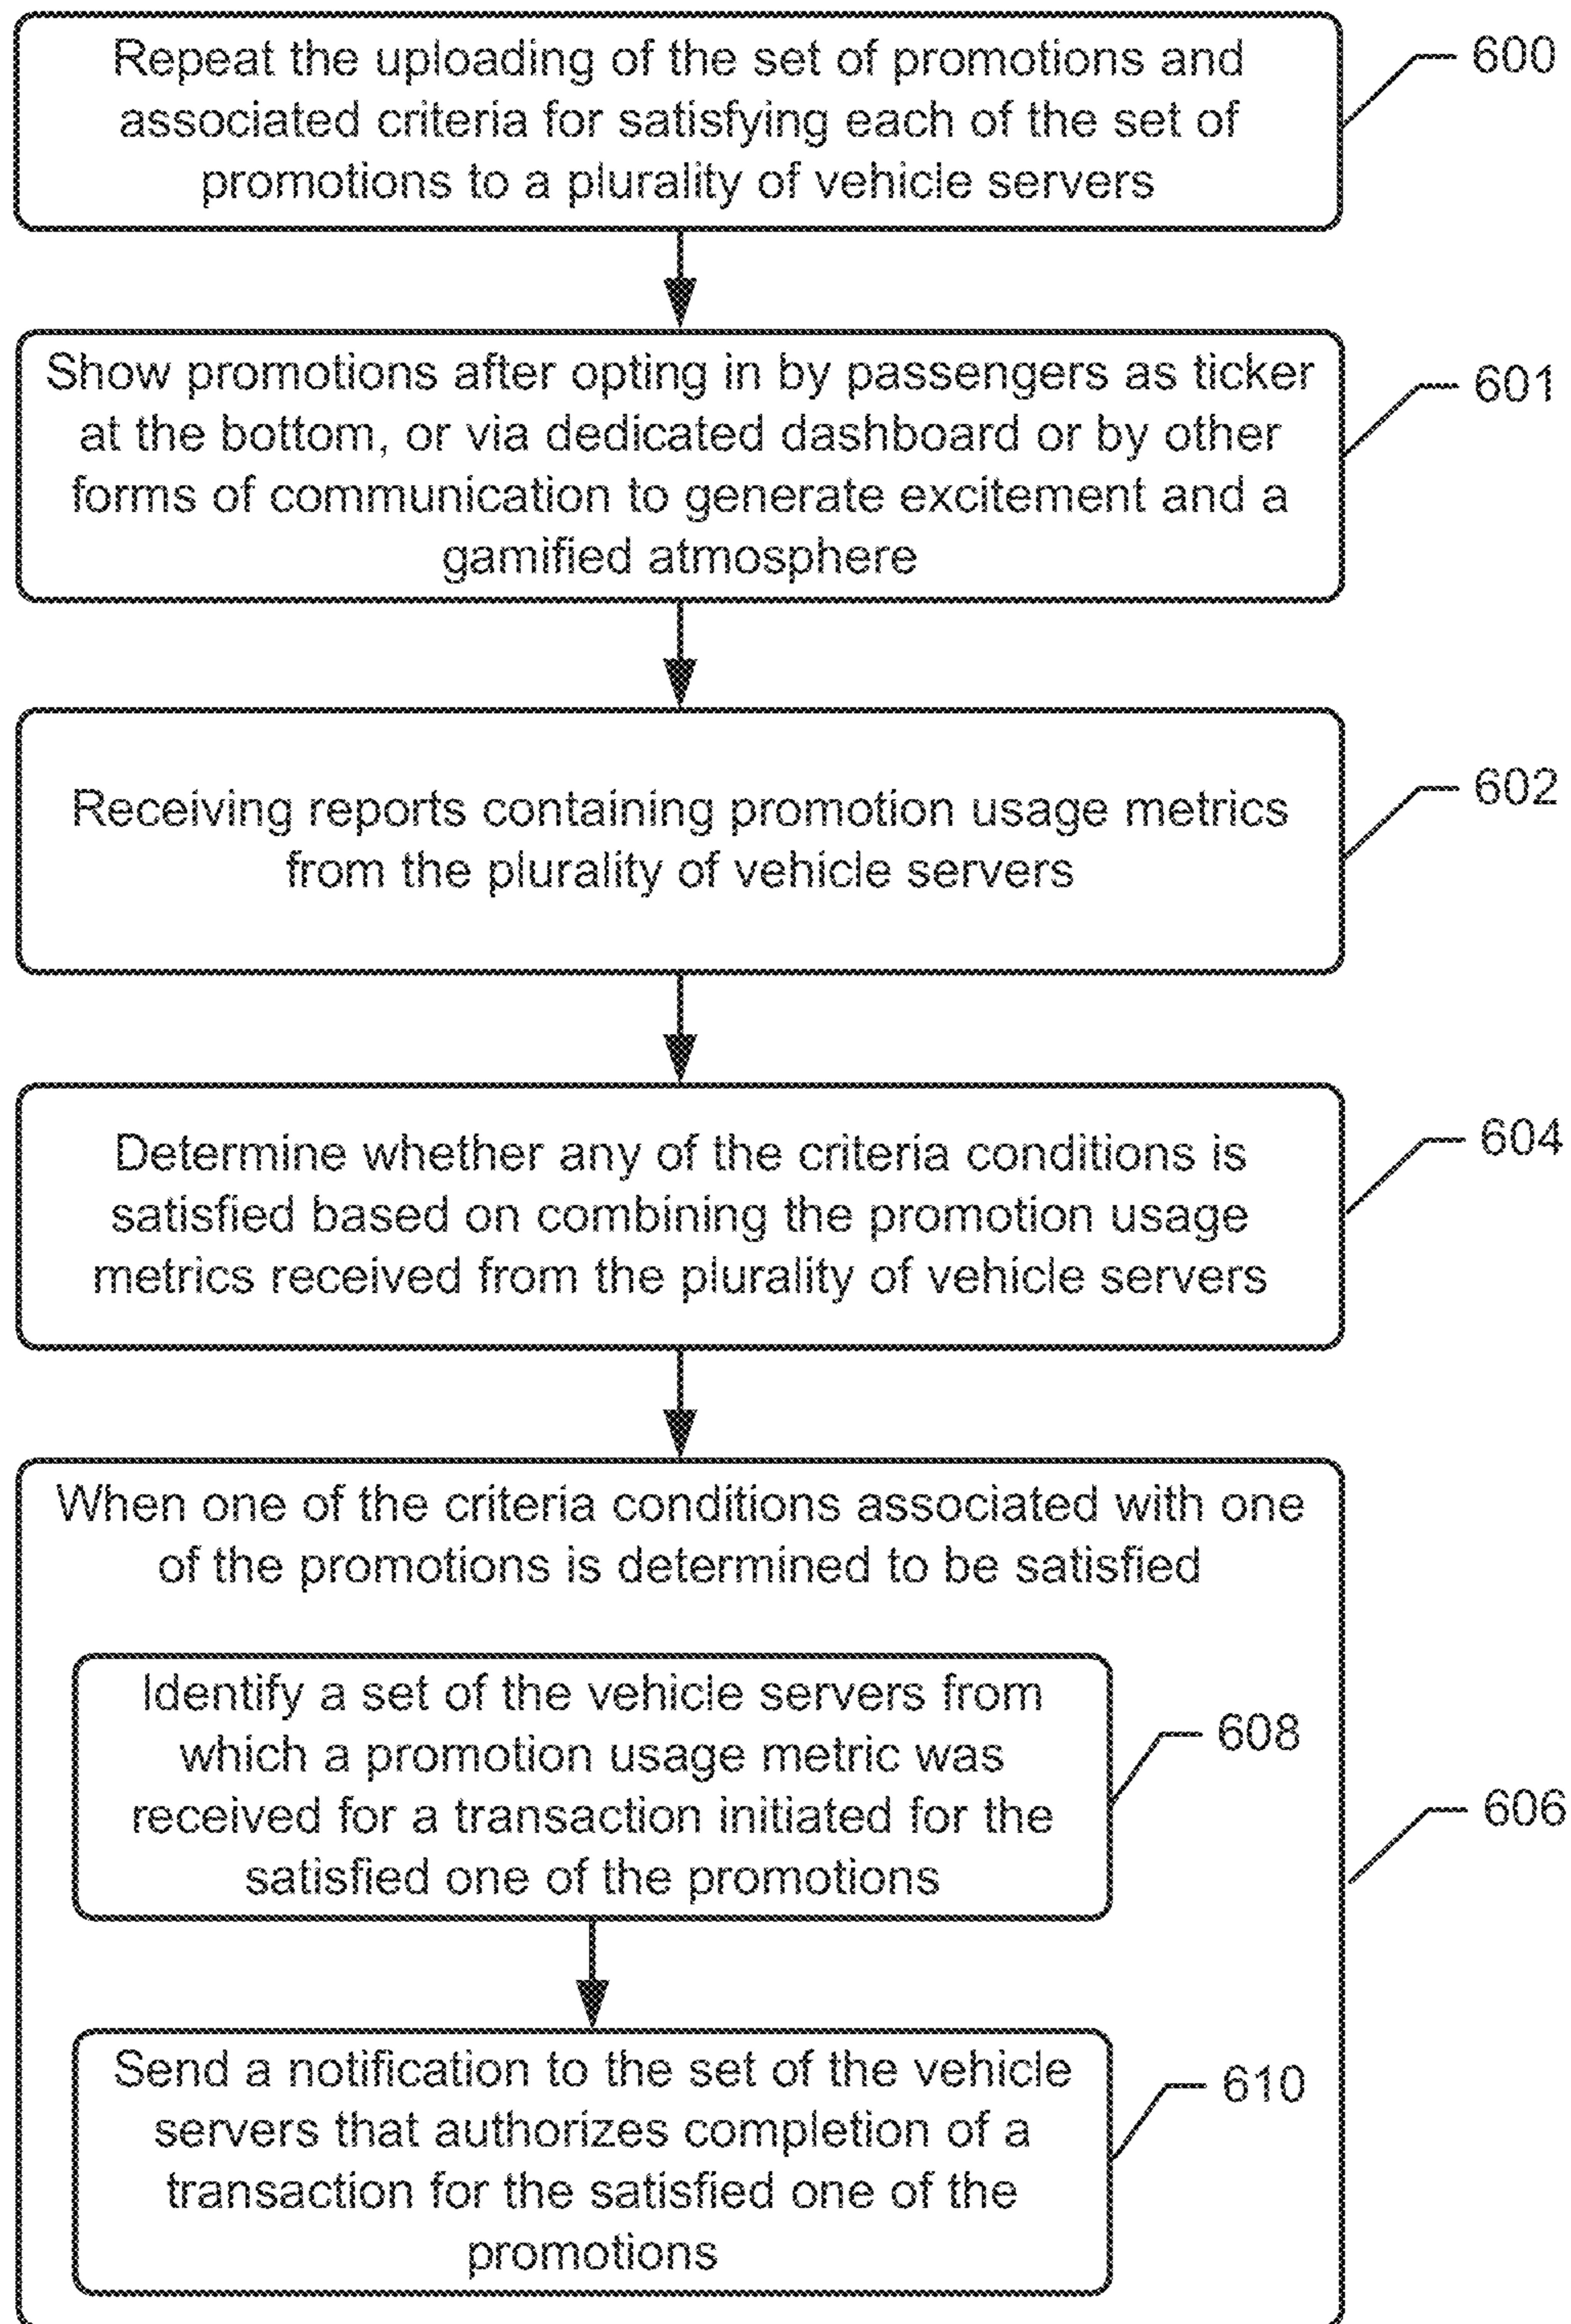 Repeat the uploading of the set of promotions and
associated criteria for satisfying each of the set of
promotions to a plurality of vehicle servers
600
Show promotions after opting in by passengers as ticker
at the bottom, or via dedicated dashboard or by other
forms of communication to generate excitement and a
gamified atmosphere
601
Receiving reports containing promotion usage metrics
from the plurality of vehicle servers
602
Determine whether any of the criteria conditions is
satisfied based on combining the promotion usage
metrics received from the plurality of vehicle servers
604
When one of the criteria conditions associated with one
of the promotions is determined to be satisfied
606
Identify a set of the vehicle servers from
which a promotion usage metric was
received for a transaction initiated for the
satisfied one of the promotions
608
Send a notification to the set of the vehicle
servers that authorizes completion of a
transaction for the satisfied one of the
promotions
610